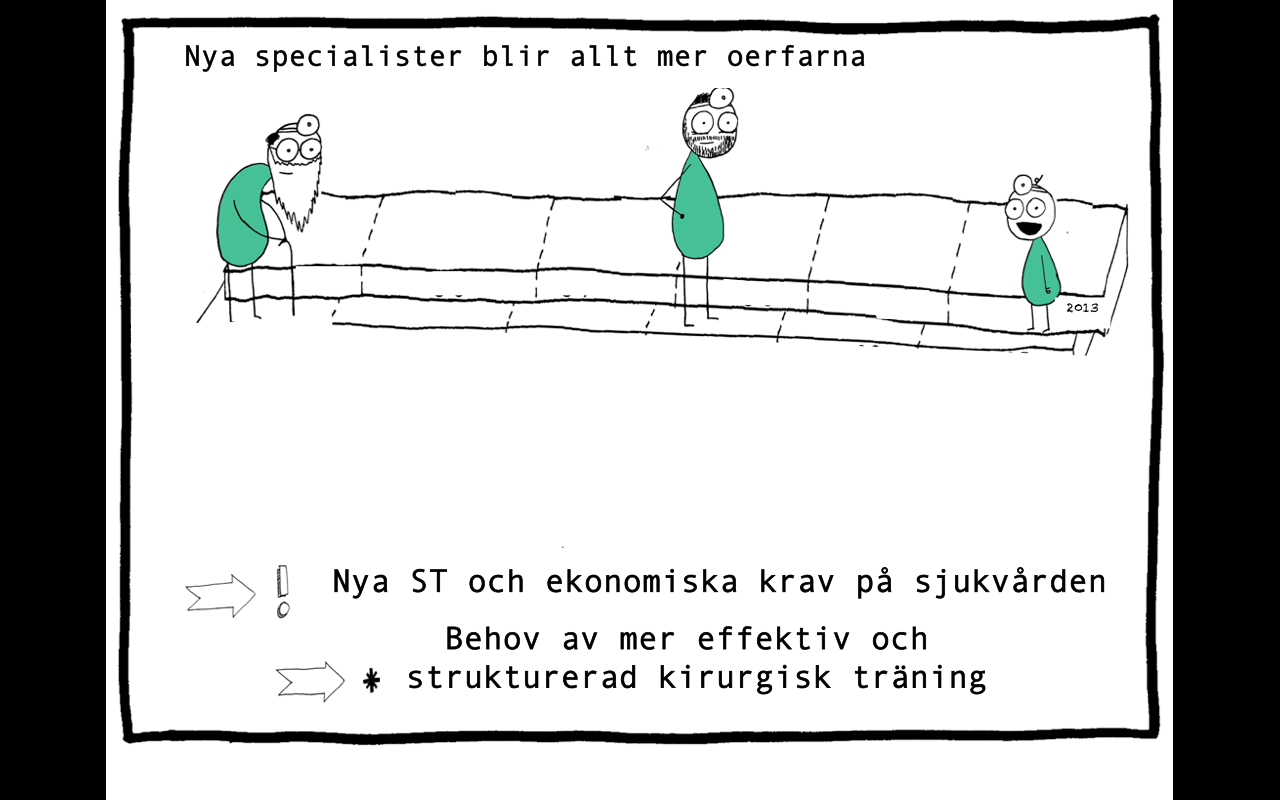 Nya specialister blir allt mer oerfarna
2013
! Nya ST och ekonomiska krav på sjukvården
Behov av mer effektiv och
* strukturerad kirurgisk träning